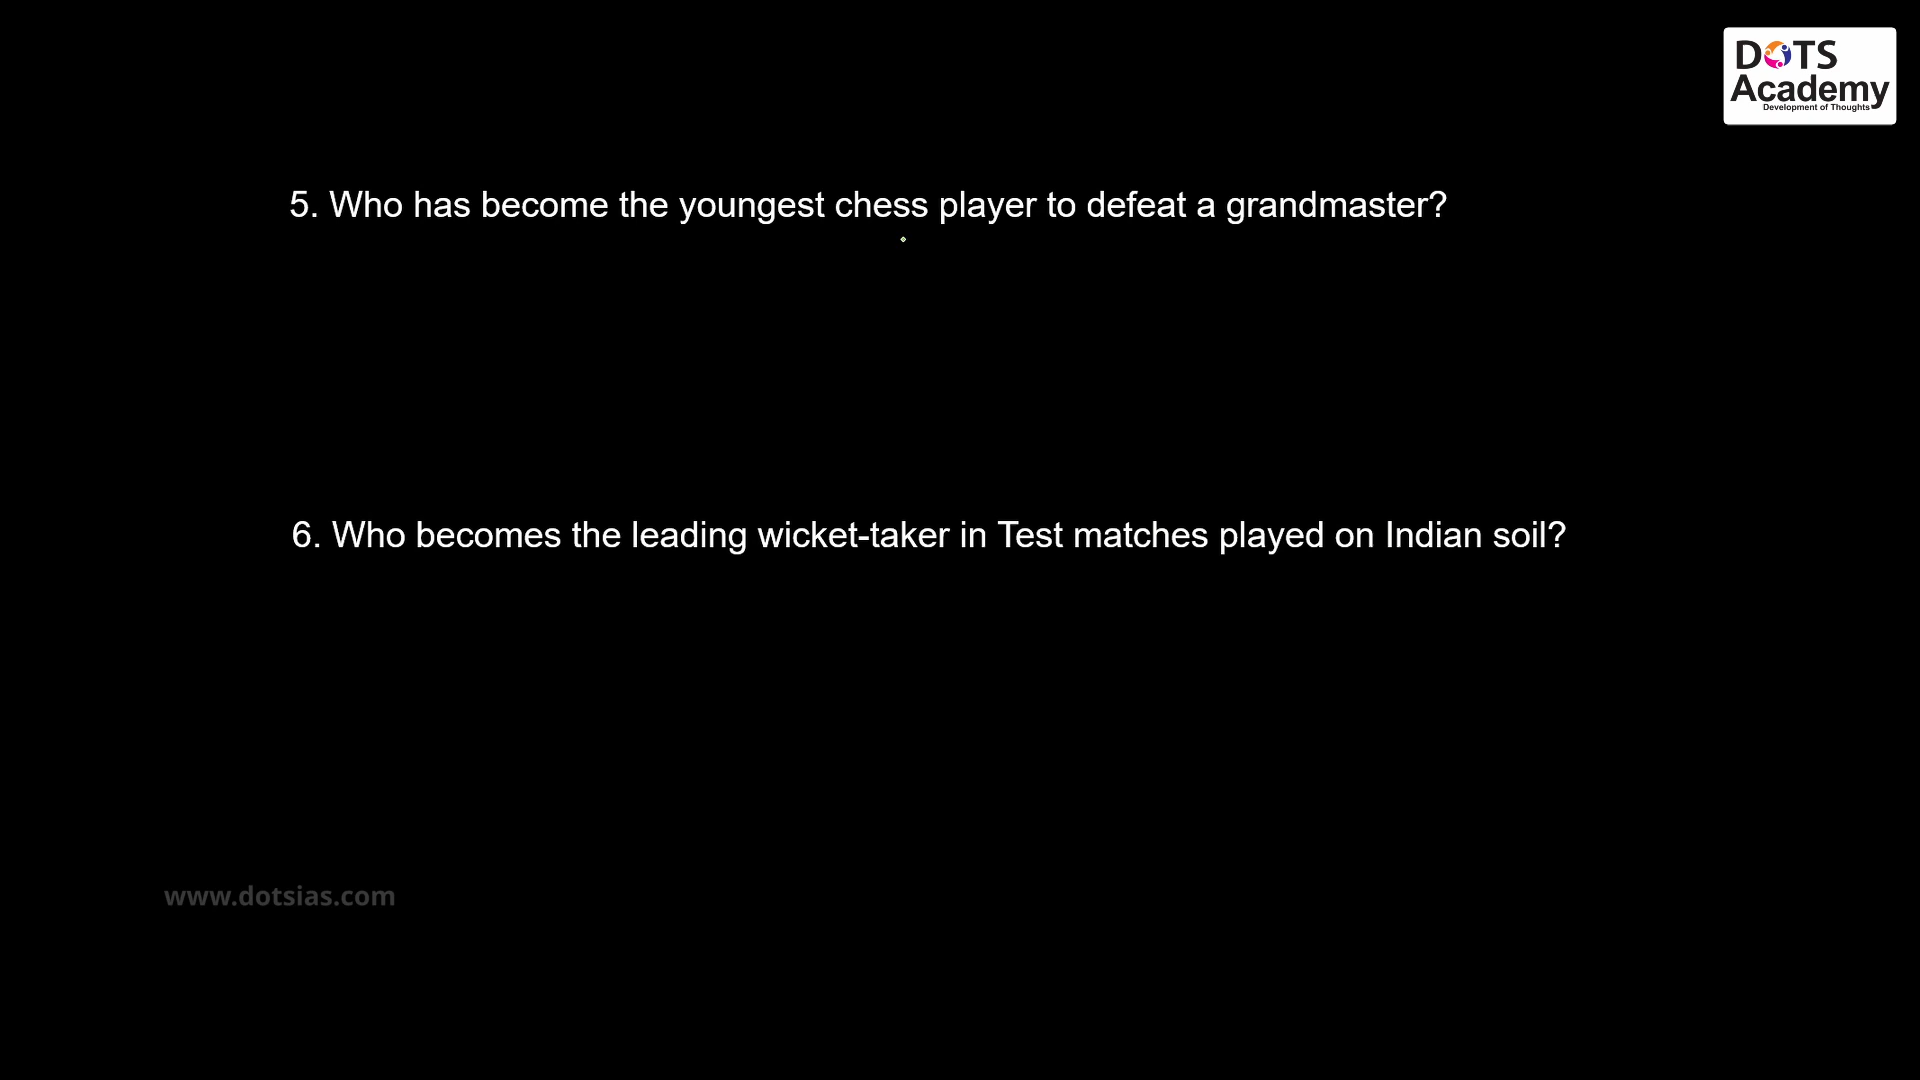 DOTS
Academy
Development of Thoughts
5. Who has become the youngest chess player to defeat a grandmaster?
6. Who becomes the leading wicket-taker in Test matches played on Indian soil?
www.dotsias.com